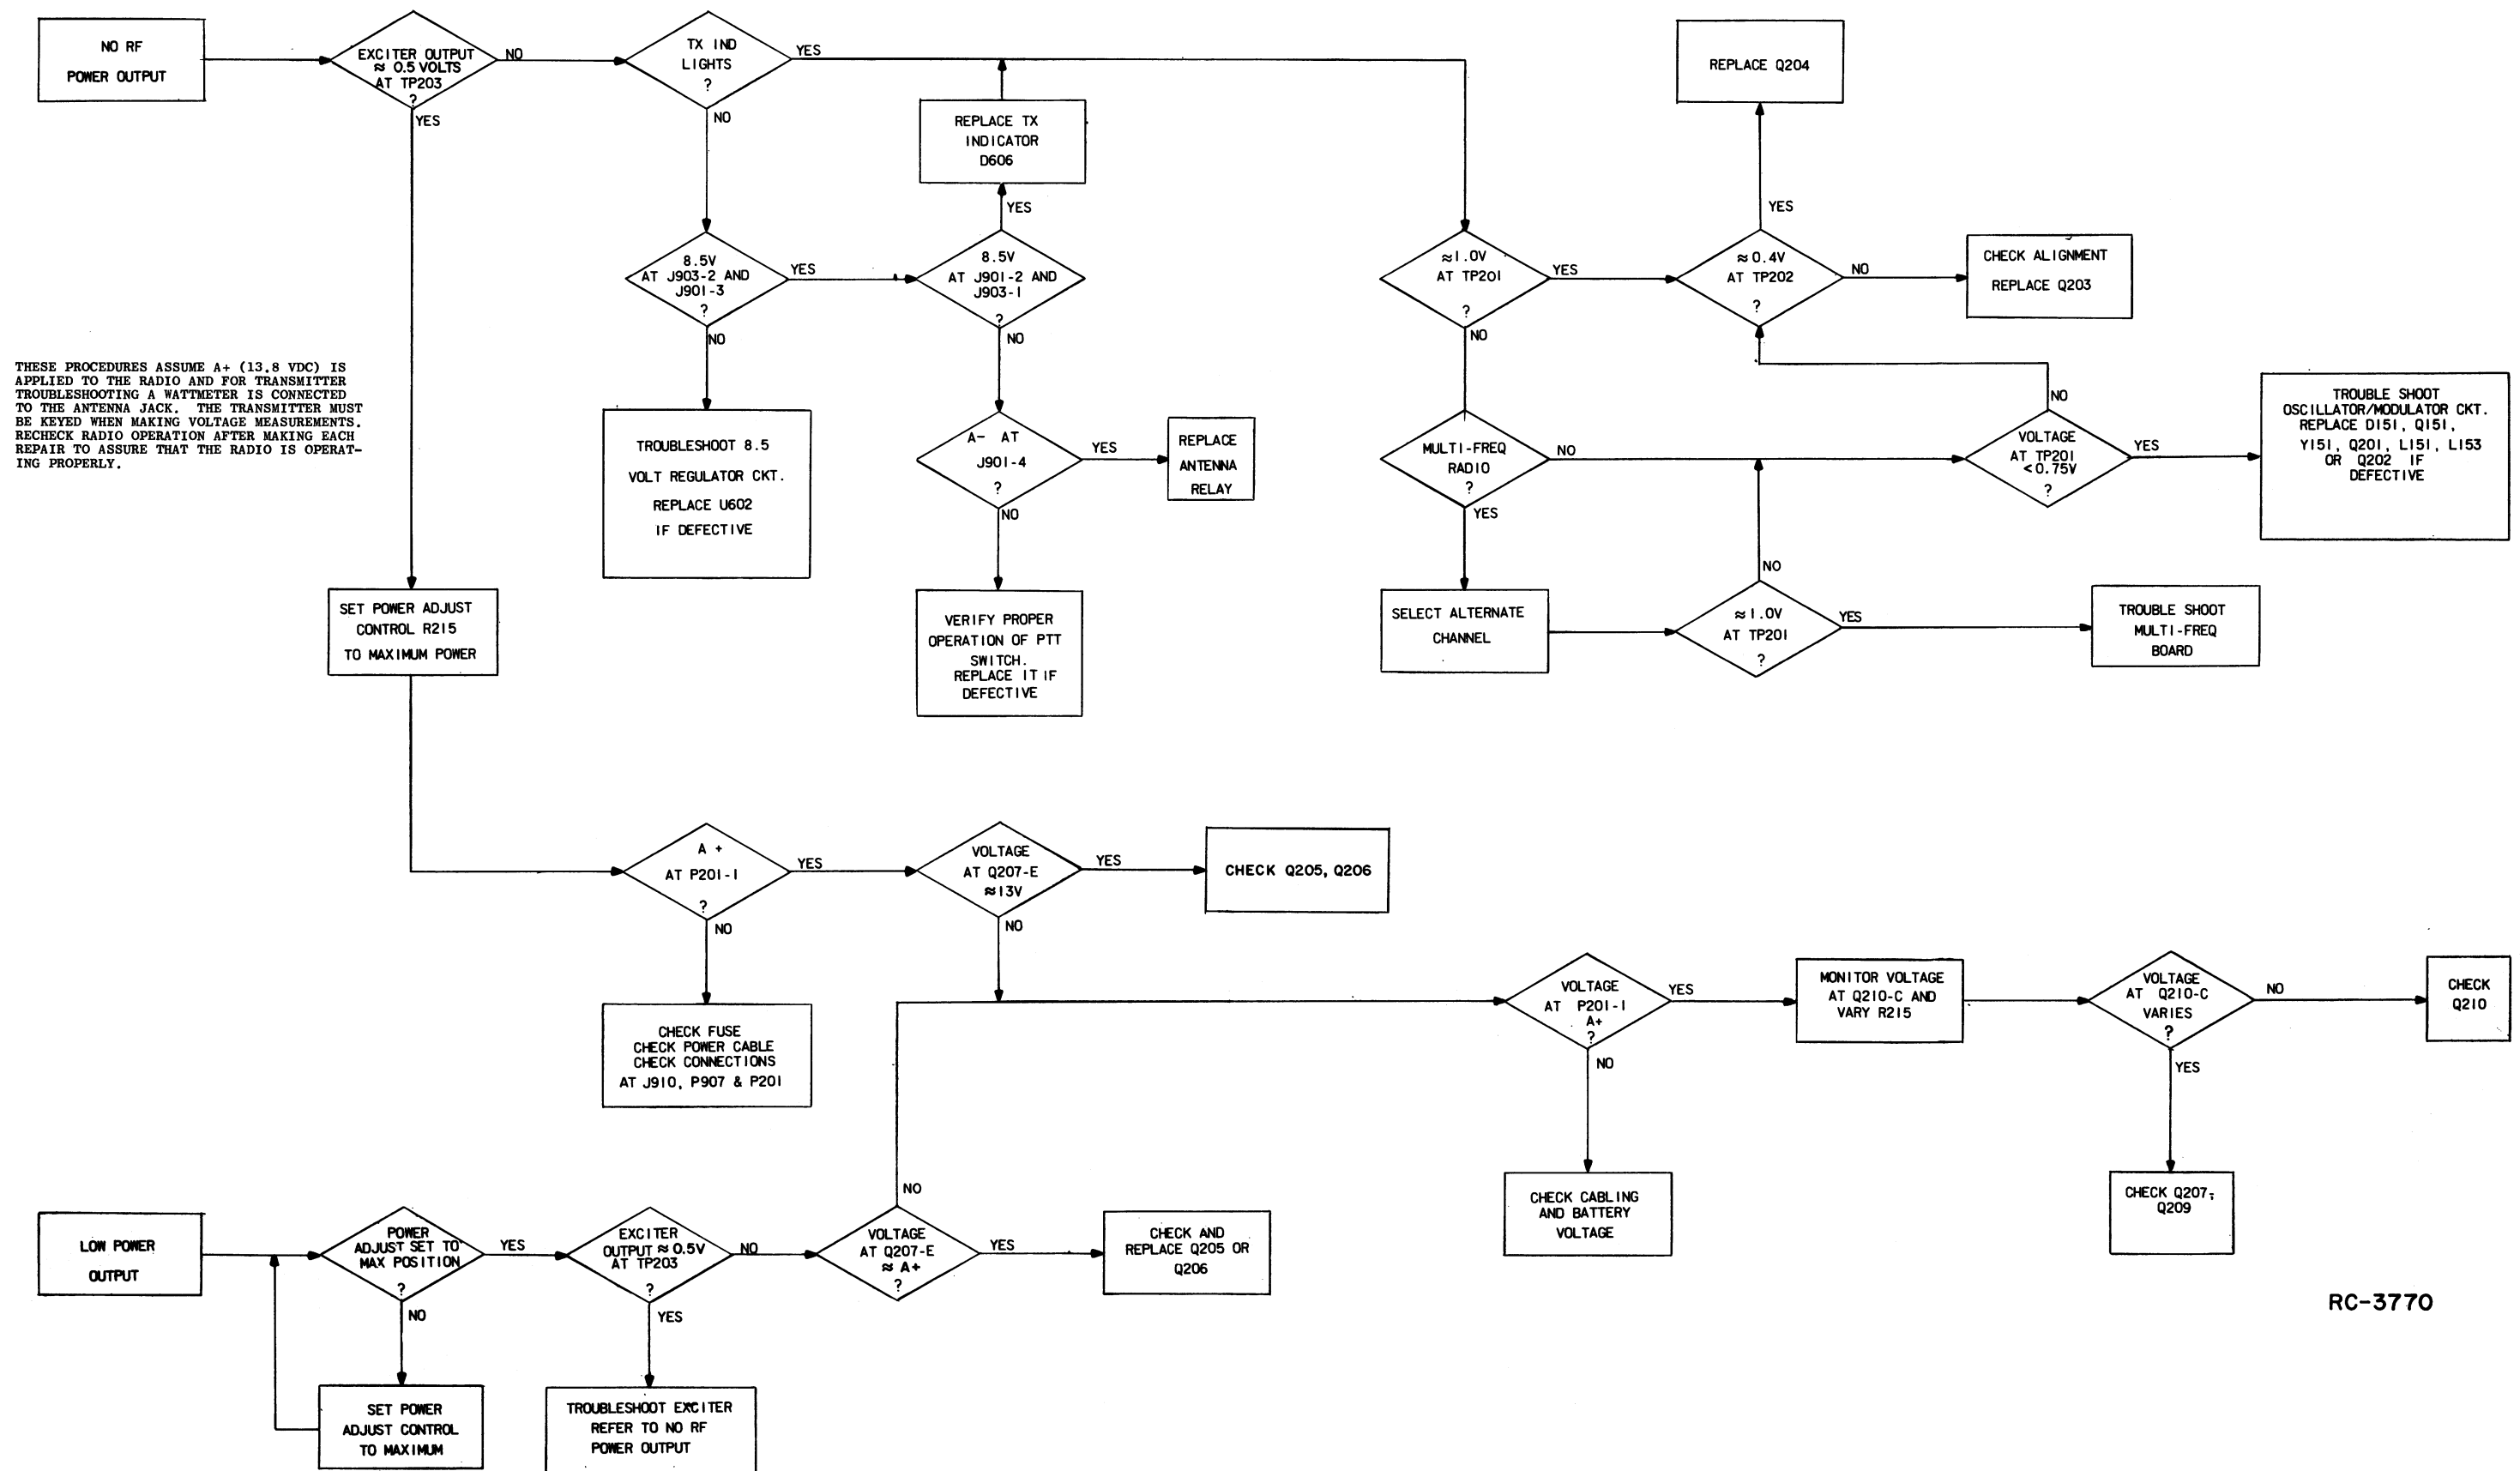 NO RF
POWER OUTPUT
EXCITER OUTPUT
≈ 0.5 VOLTS
AT TP203
?
NO
YES
TX IND
LIGHTS
?
YES
NO
REPLACE TX
INDICATOR
D606
YES
8.5V
AT J903-2 AND
J901-3
?
YES
NO
8.5V
AT J901-2 AND
J903-1
?
NO
TROUBLESHOOT 8.5
VOLT REGULATOR CKT.
REPLACE U602
IF DEFECTIVE
A- AT
J901-4
?
YES
NO
REPLACE
ANTENNA
RELAY
VERIFY PROPER
OPERATION OF PTT
SWITCH.
REPLACE IT IF
DEFECTIVE
REPLACE Q204
YES
≈1.0V
AT TP201
?
YES
NO
≈0.4V
AT TP202
?
NO
CHECK ALIGNMENT
REPLACE Q203
MULTI-FREQ
RADIO
?
NO
YES
NO
VOLTAGE
AT TP201
<0.75V
?
YES
TROUBLE SHOOT
OSCILLATOR/MODULATOR CKT.
REPLACE D151, Q151,
Y151, Q201, L151, L153
OR Q202 IF
DEFECTIVE
SELECT ALTERNATE
CHANNEL
NO
≈1.0V
AT TP201
?
YES
TROUBLE SHOOT
MULTI-FREQ
BOARD
THESE PROCEDURES ASSUME A+ (13.8 VDC) IS
APPLIED TO THE RADIO AND FOR TRANSMITTER
TROUBLESHOOTING A WATTMETER IS CONNECTED
TO THE ANTENNA JACK. THE TRANSMITTER MUST
BE KEYED WHEN MAKING VOLTAGE MEASUREMENTS.
RECHECK RADIO OPERATION AFTER MAKING EACH
REPAIR TO ASSURE THAT THE RADIO IS OPERAT-
ING PROPERLY.
SET POWER ADJUST
CONTROL R215
TO MAXIMUM POWER
A +
AT P201-1
?
YES
NO
VOLTAGE
AT Q207-E
≈13V
YES
NO
CHECK Q205, Q206
CHECK FUSE
CHECK POWER CABLE
CHECK CONNECTIONS
AT J910, P907 & P201
VOLTAGE
AT P201-1
A+
?
YES
NO
MONITOR VOLTAGE
AT Q210-C AND
VARY R215
VOLTAGE
AT Q210-C
VARIES
?
NO
YES
CHECK
Q210
CHECK CABLING
AND BATTERY
VOLTAGE
CHECK Q207-
Q209
LOW POWER
OUTPUT
POWER
ADJUST SET TO
MAX POSITION
?
YES
NO
EXCITER
OUTPUT ≈ 0.5V
AT TP203
?
NO
YES
NO
VOLTAGE
AT Q207-E
≈ A+
?
YES
CHECK AND
REPLACE Q205 OR
Q206
SET POWER
ADJUST CONTROL
TO MAXIMUM
TROUBLESHOOT EXCITER
REFER TO NO RF
POWER OUTPUT
RC-3770